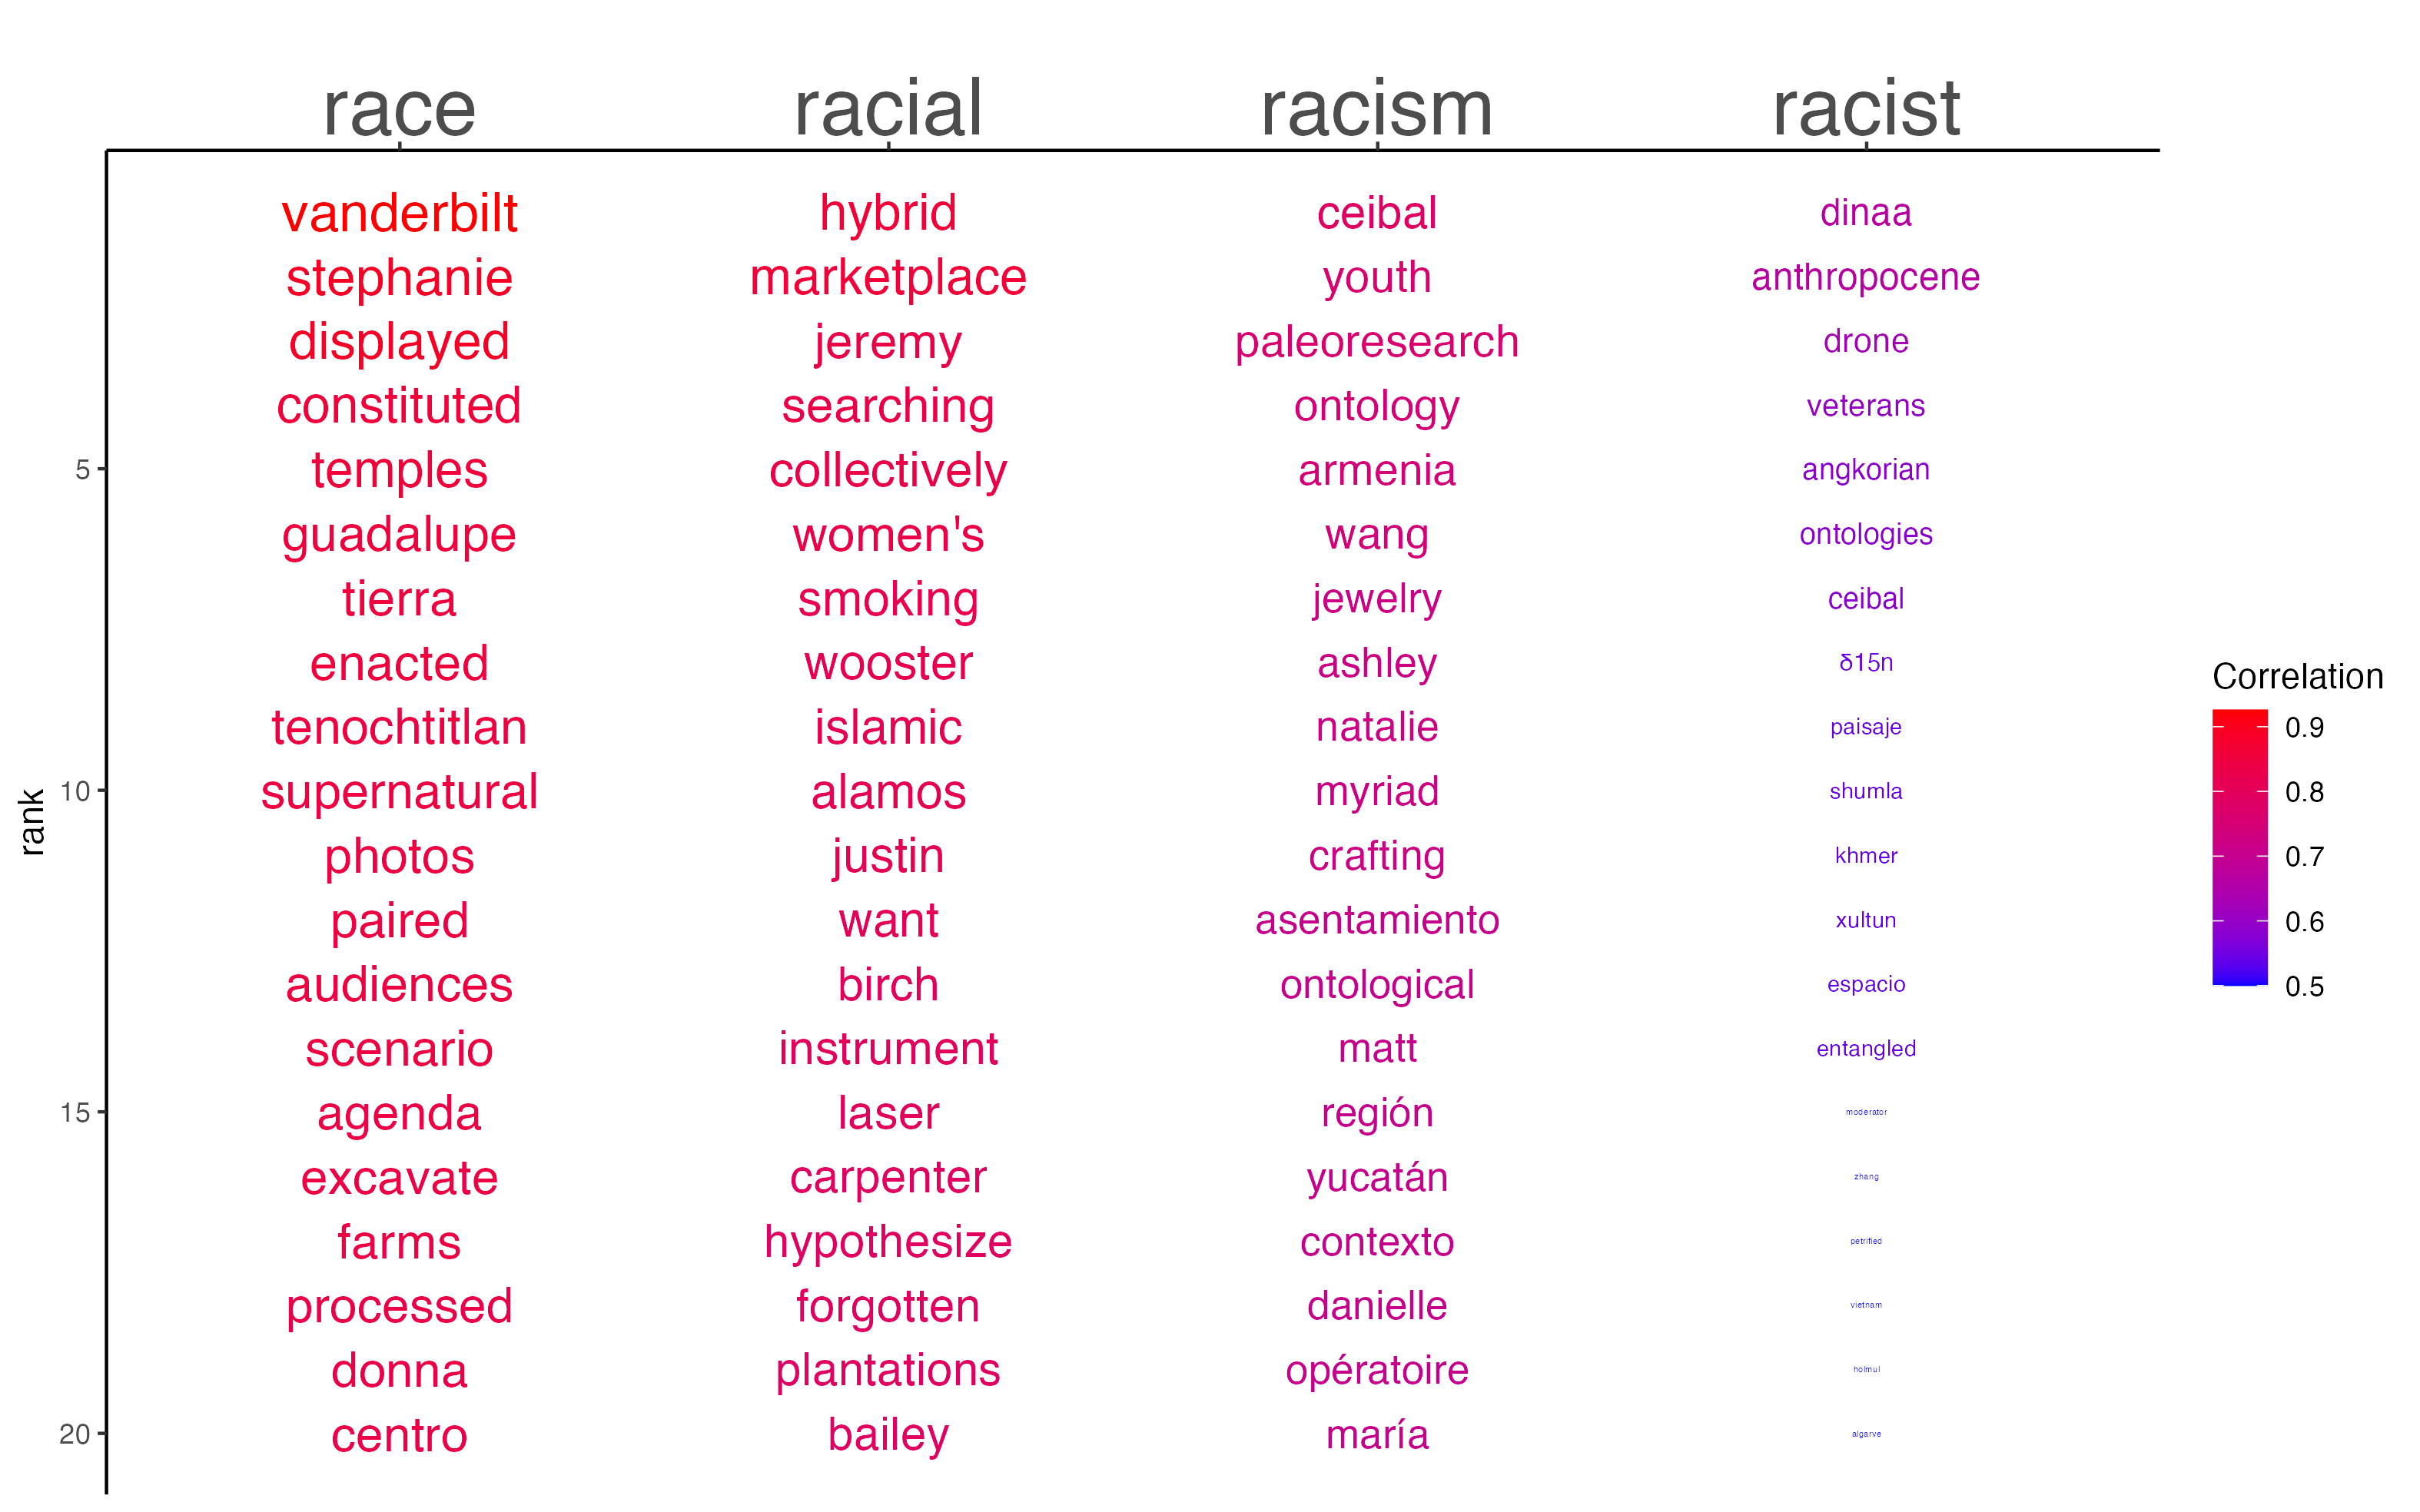 race racial racism racist
vanderbilt hybrid ceibal dinaa
stephanie marketplace youth anthropocene
displayed jeremy paleoresearch drone
constituted searching ontology veterans
5 temples collectively armenia angkorian
guadalupe women's wang ontologies
tierra smoking jewelry ceibal
enacted wooster ashley δ15n
tenochtitlan islamic natalie paisaje
10 supernatural alamos myriad shumla
photos justin crafting khmer
paired want asentamiento xultun
audiences birch ontological espacio
scenario instrument matt entangled
15 agenda laser región moderator
excavate carpenter yucatán zhang
farms hypothesize contexto petrified
processed forgotten danielle vietnam
donna plantations opératoire holmul
20 centro bailey maría algarve
rank
Correlation
0.9
0.8
0.7
0.6
0.5